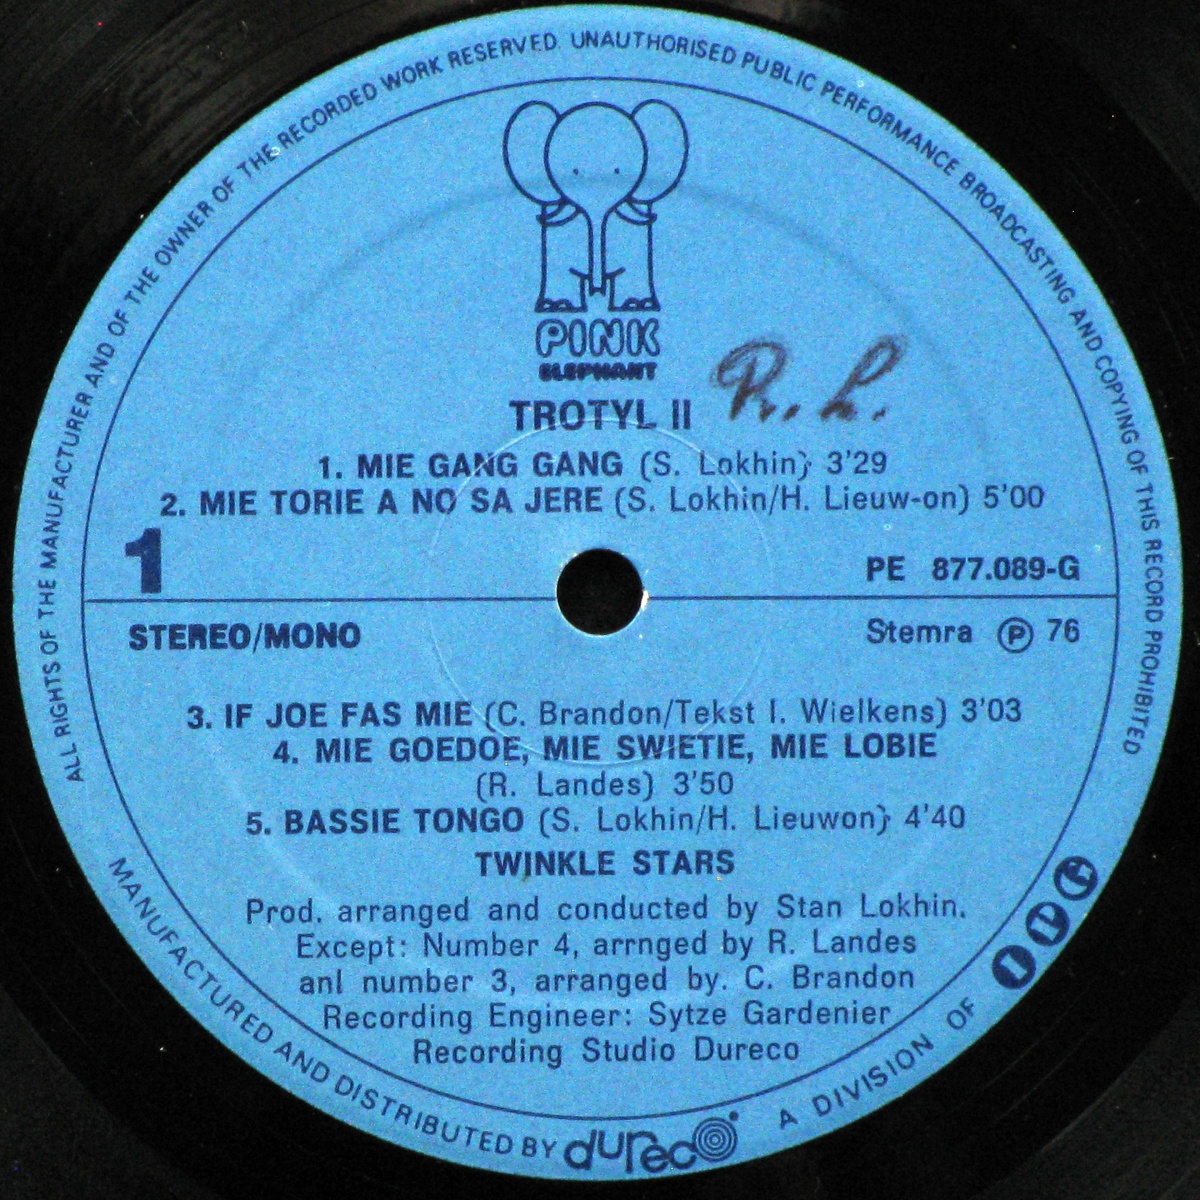 ALL RIGHTS OF THE MANUFACTURER AND OF THE OWNER OF THE RECORDED WORK RESERVED. UNAUTHORISED PUBLIC PERFORMANCE BROADCASTING AND COPYING OF THIS RECORD PROHIBITED
PINK
ELEPHANT
R. L.
TROTYL II
1. MIE GANG GANG (S. Lokhin} 3'29
2. MIE TORIE A NO SA JERE (S. Lokhin/H. Lieuw-on) 5'00
1
PE 877.089-G
STEREO/MONO
Stemra ℗ 76
3. IF JOE FAS MIE (C. Brandon/Tekst I. Wielkens) 3'03
4. MIE GOEDOE, MIE SWIETIE, MIE LOBIE
(R. Landes) 3'50
5. BASSIE TONGO (S. Lokhin/H. Lieuwon} 4'40
TWINKLE STARS
Prod. arranged and conducted by Stan Lokhin.
Except: Number 4, arrnged by R. Landes
anl number 3, arranged by. C. Brandon
Recording Engineer: Sytze Gardenier
Recording Studio Dureco
MANUFACTURED AND DISTRIBUTED BY dureco A DIVISION OF